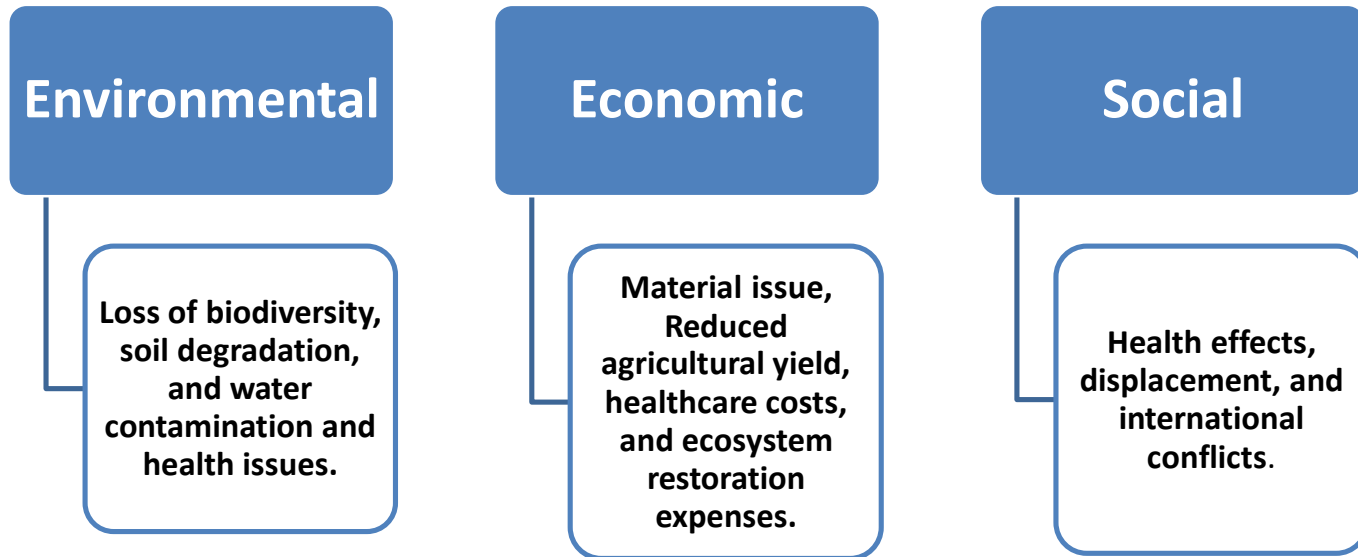 Environmental
Loss of biodiversity,
soil degradation,
and water
contamination and
health issues.
Economic
Material issue,
Reduced
agricultural yield,
healthcare costs,
and ecosystem
restoration
expenses.
Social
Health effects,
displacement, and
international
conflicts.